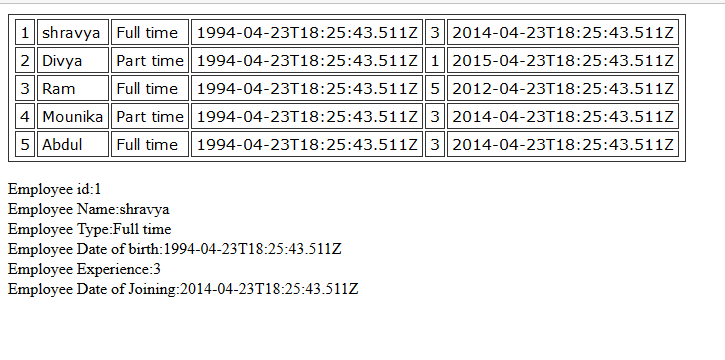 1 shravya Full time 1994-04-23T18:25:43.511Z 3 2014-04-23T18:25:43.511Z
2 Divya Part time 1994-04-23T18:25:43.511Z 1 2015-04-23T18:25:43.511Z
3 Ram Full time 1994-04-23T18:25:43.511Z 5 2012-04-23T18:25:43.511Z
4 Mounika Part time 1994-04-23T18:25:43.511Z 3 2014-04-23T18:25:43.511Z
5 Abdul Full time 1994-04-23T18:25:43.511Z 3 2014-04-23T18:25:43.511Z
Employee id:1
Employee Name:shravya
Employee Type:Full time
Employee Date of birth:1994-04-23T18:25:43.511Z
Employee Experience:3
Employee Date of Joining:2014-04-23T18:25:43.511Z